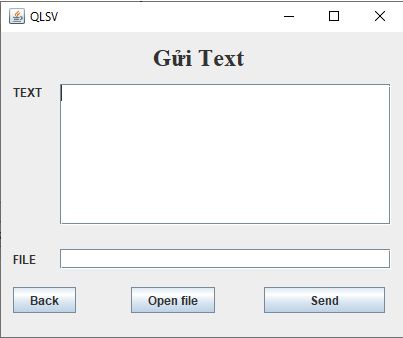 QLSV
Gửi Text
TEXT
FILE
Back Open file Send